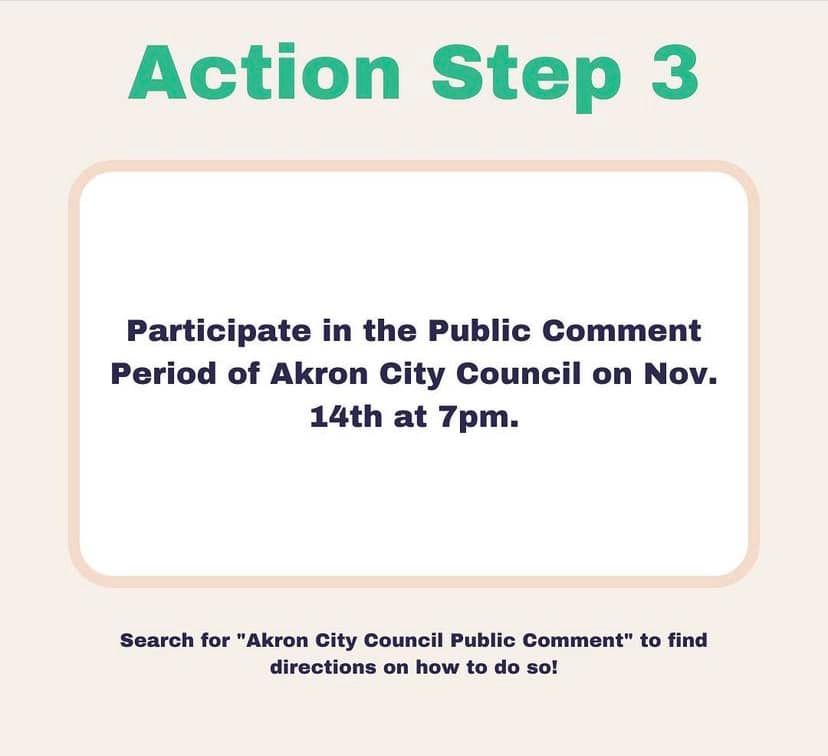 Action Step 3
Participate in the Public Comment
Period of Akron City Council on Nov.
14th at 7pm.
Search for "Akron City Council Public Comment" to find
directions on how to do so!